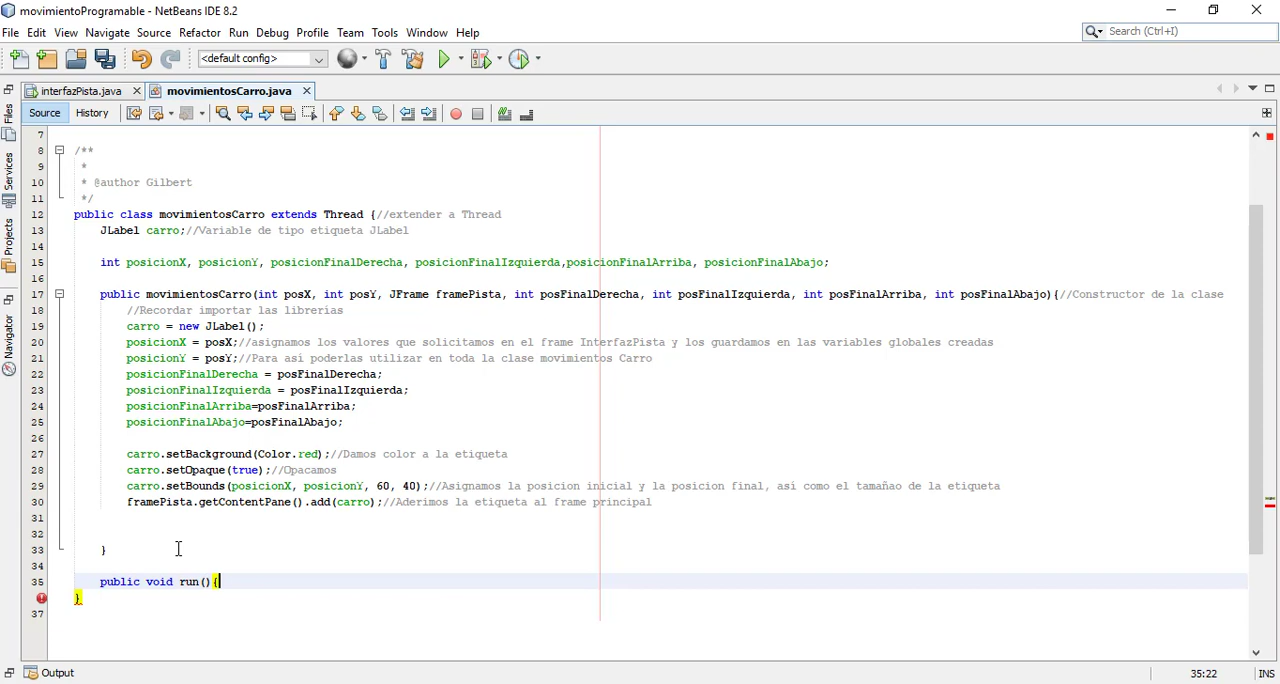 movimientoProgramable - NetBeans IDE 8.2
File Edit View Navigate Source Refactor Run Debug Profile Team Tools Window Help
Search (Ctrl+I)
<default config>
interfazPista.java
movimientosCarro.java
Source History
Files
Services
Projects
Navigator
7
8 /**
9 *
10 * @author Gilbert
11 */
12 public class movimientosCarro extends Thread {//extender a Thread
13 JLabel carro;//Variable de tipo etiqueta JLabel
14
15 int posicionX, posicionY, posicionFinalDerecha, posicionFinalIzquierda,posicionFinalArriba, posicionFinalAbajo;
16
17 public movimientosCarro(int posX, int posY, JFrame framePista, int posFinalDerecha, int posFinalIzquierda, int posFinalArriba, int posFinalAbajo){//Constructor de la clase
18 //Recordar importar las librerias
19 carro = new JLabel();
20 posicionX = posX;//asignamos los valores que solicitamos en el frame InterfazPista y los guardamos en las variables globales creadas
21 posicionY = posY;//Para asi poderlas utilizar en toda la clase movimientos Carro
22 posicionFinalDerecha = posFinalDerecha;
23 posicionFinalIzquierda = posFinalIzquierda;
24 posicionFinalArriba=posFinalArriba;
25 posicionFinalAbajo=posFinalAbajo;
26
27 carro.setBackground(Color.red);//Damos color a la etiqueta
28 carro.setOpaque(true);//Opacamos
29 carro.setBounds(posicionX, posicionY, 60, 40);//Asignamos la posicion inicial y la posicion final, asi como el tamañao de la etiqueta
30 framePista.getContentPane().add(carro);//Aderimos la etiqueta al frame principal
31
32
33 }
34
35 public void run(){
}
37
Output
35:22
INS